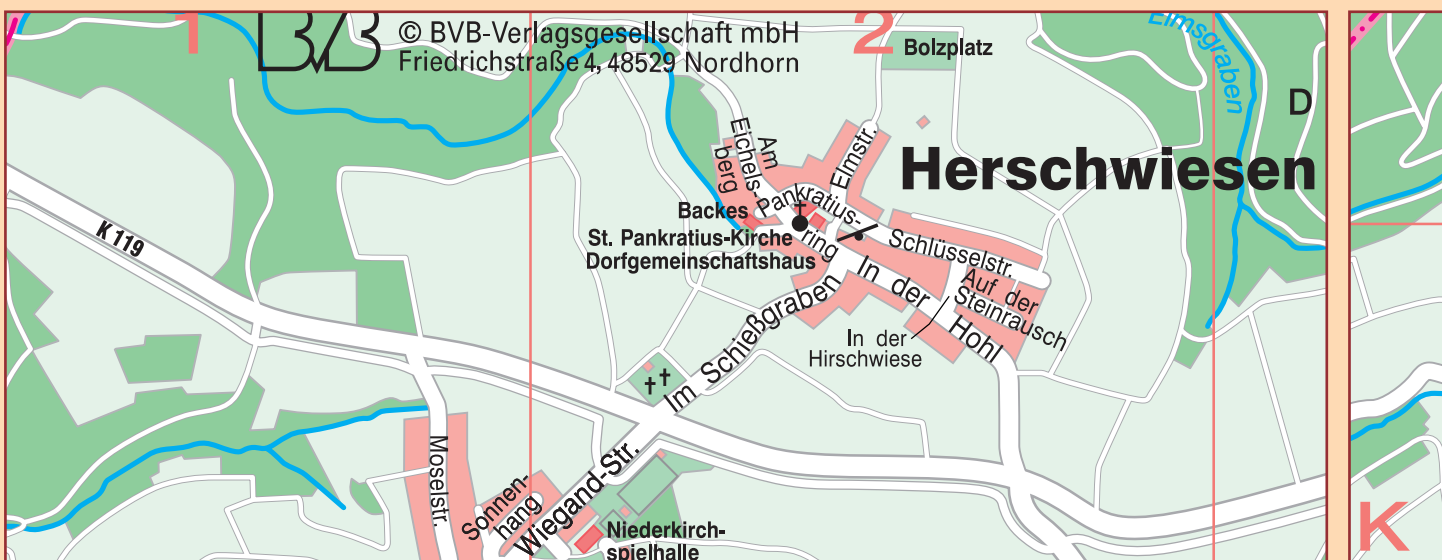 1
BVB
© BVB-Verlagsgesellschaft mbH
Friedrichstraße 4, 48529 Nordhorn
2
Bolzplatz
Elmsgraben
D
Herschwiesen
Am
Eichels-
berg
Elmstr.
Pankratius-
ring
Backes
St. Pankratius-Kirche
Dorfgemeinschaftshaus
Schlüsselstr.
In der
Hohl
Auf der
Steinrausch
In der
Hirschwiese
Im Schießgraben
K 119
Moselstr.
Sonnen-
hang
Wiegand-Str.
Niederkirch-
spielhalle
K